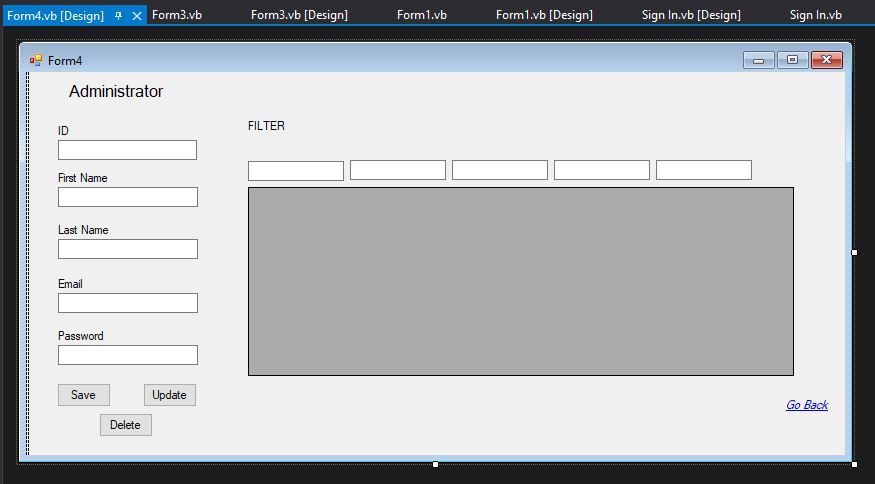 Form4.vb [Design] Form3.vb Form3.vb [Design] Form1.vb Form1.vb [Design] Sign In.vb [Design] Sign In.vb
Form4
Administrator
ID
FILTER
First Name
Last Name
Email
Password
Save Update
Go Back
Delete